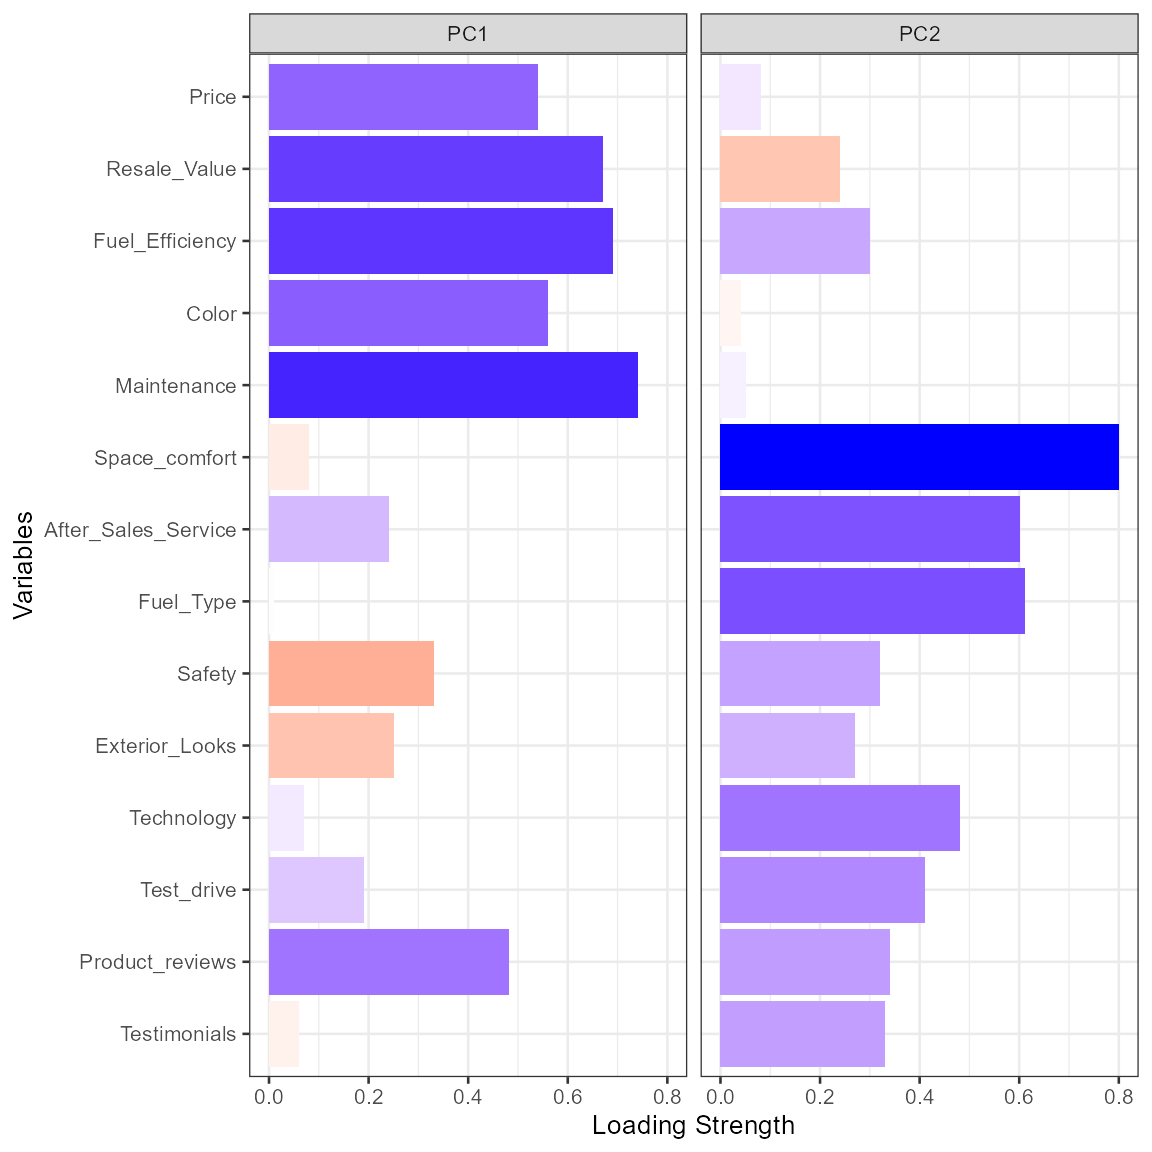 PC1
PC2
Price
Resale_Value
Fuel_Efficiency
Color
Maintenance
Space_comfort
After_Sales_Service
Fuel_Type
Safety
Exterior_Looks
Technology
Test_drive
Product_reviews
Testimonials
Variables
0.0 0.2 0.4 0.6 0.8
0.0 0.2 0.4 0.6 0.8
Loading Strength